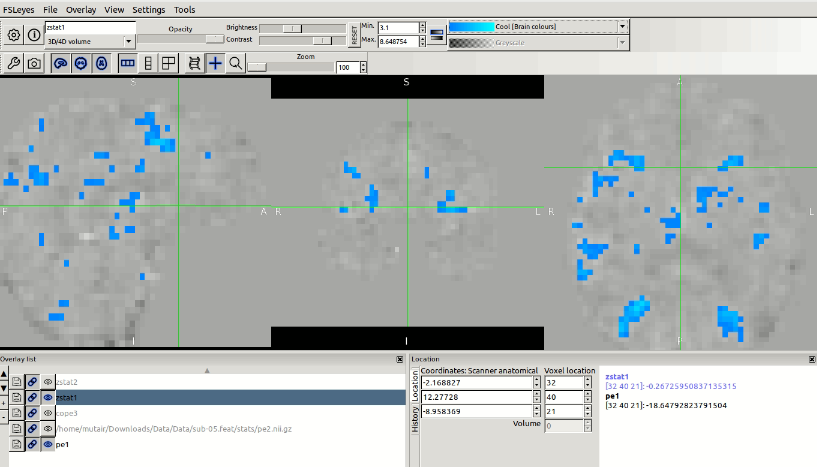 FSLeyes File Overlay View Settings Tools
zstat1
3D/4D volume
Opacity
Brightness
Contrast
RESET
Min. 3.1
Max. 8.648754
Cool [Brain colours]
Greyscale
Zoom
100
S
P
A
I
S
R
L
I
A
R
L
P
Overlay list
zstat2
zstat1
cope3
/home/mutair/Downloads/Data/Data/sub-05.feat/stats/pe2.nii.gz
pe1
Location
Location
History
Coordinates: Scanner anatomical Voxel location
-2.168827 32
12.27728 40
-8.958369 21
Volume 0
zstat1
[32 40 21]: -0.26725950837135315
pe1
[32 40 21]: -18.64792823791504